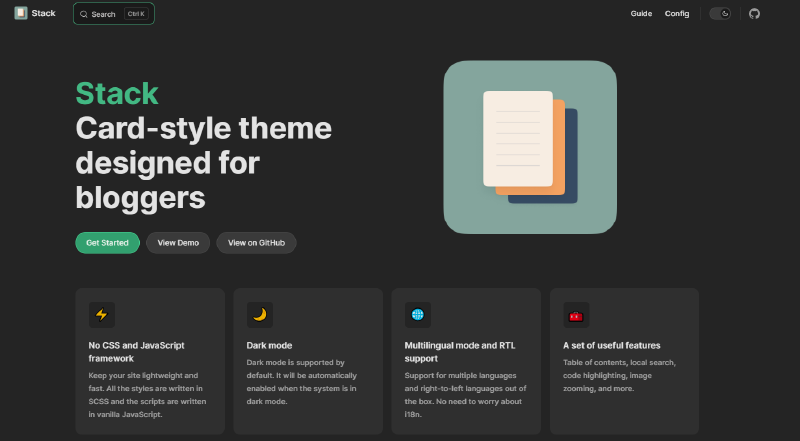 Stack
Search
Ctrl K
Guide
Config
Stack
Card-style theme
designed for
bloggers
Get Started
View Demo
View on GitHub
No CSS and JavaScript
framework
Keep your site lightweight and
fast. All the styles are written in
SCSS and the scripts are written
in vanilla JavaScript.
Dark mode
Dark mode is supported by
default. It will be automatically
enabled when the system is in
dark mode.
Multilingual mode and RTL
support
Support for multiple languages
and right-to-left languages out of
the box. No need to worry about
i18n.
A set of useful features
Table of contents, local search,
code highlighting, image
zooming, and more.